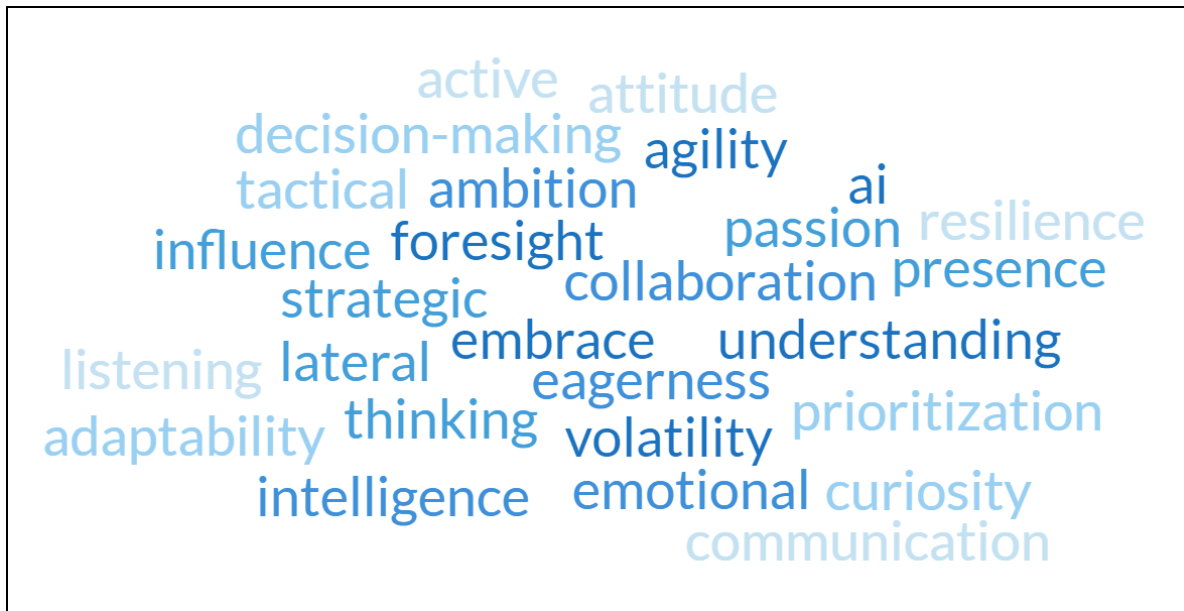 active attitude
decision-making agility
tactical ambition ai
influence foresight passion resilience
strategic collaboration presence
listening lateral embrace understanding
eagerness
adaptability thinking volatility prioritization
intelligence emotional curiosity
communication